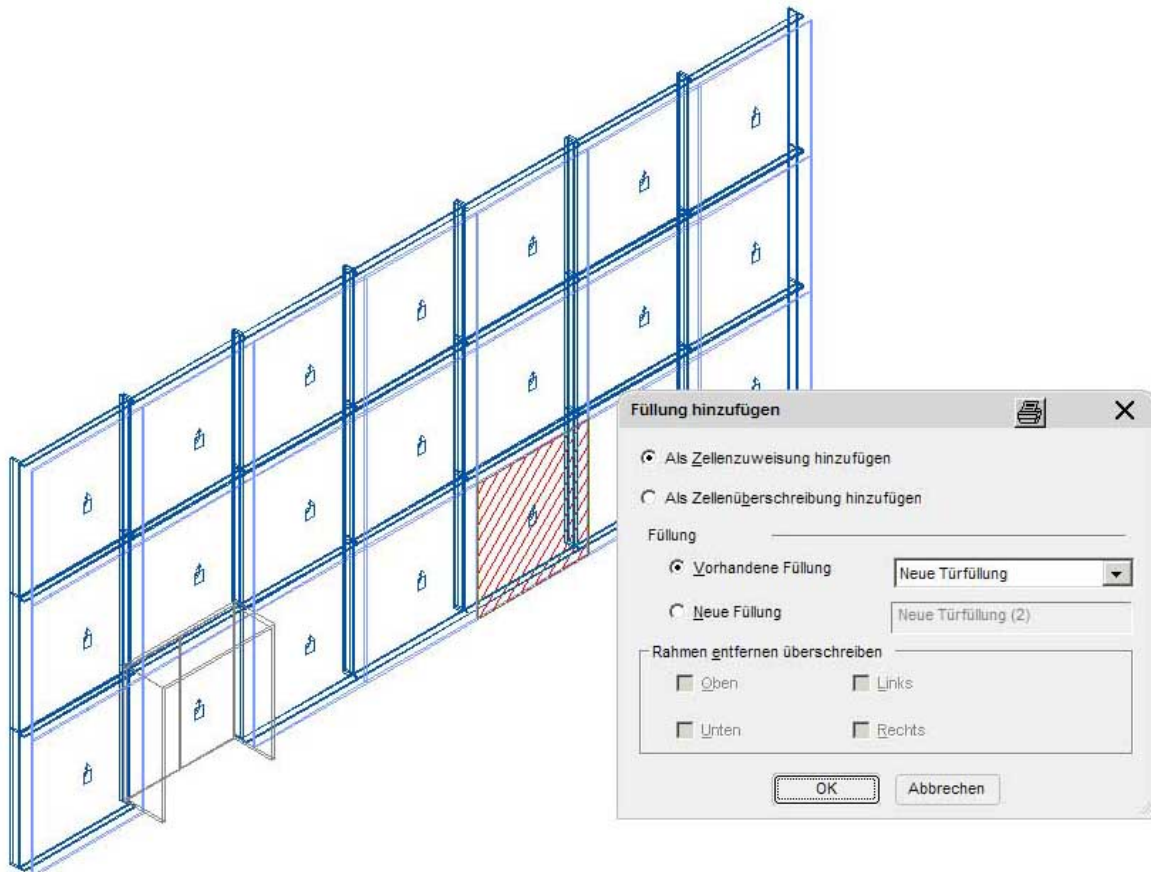 Füllung hinzufügen
Als Zellenzuweisung hinzufügen
Als Zellenüberschreibung hinzufügen
Füllung
Vorhandene Füllung Neue Türfüllung
Neue Füllung Neue Türfüllung (2)
Rahmen entfernen überschreiben
Oben Links
Unten Rechts
OK Abbrechen